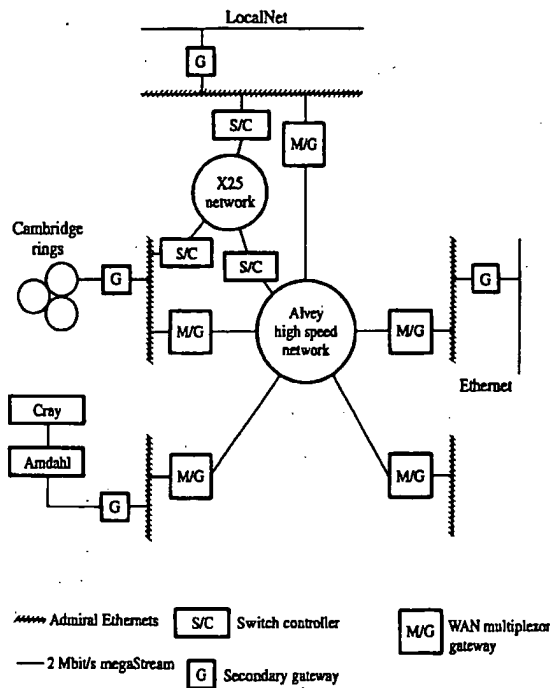 LocalNet
G
S/C
M/G
X25
network
Cambridge
rings
S/C
S/C
G
G
Alvey
high speed
network
M/G
M/G
Ethernet
Cray
Amdahl
M/G
M/G
G
Admiral Ethernets
S/C
Switch controller
M/G
WAN multiplexor
gateway
2 Mbit/s megaStream
G
Secondary gateway